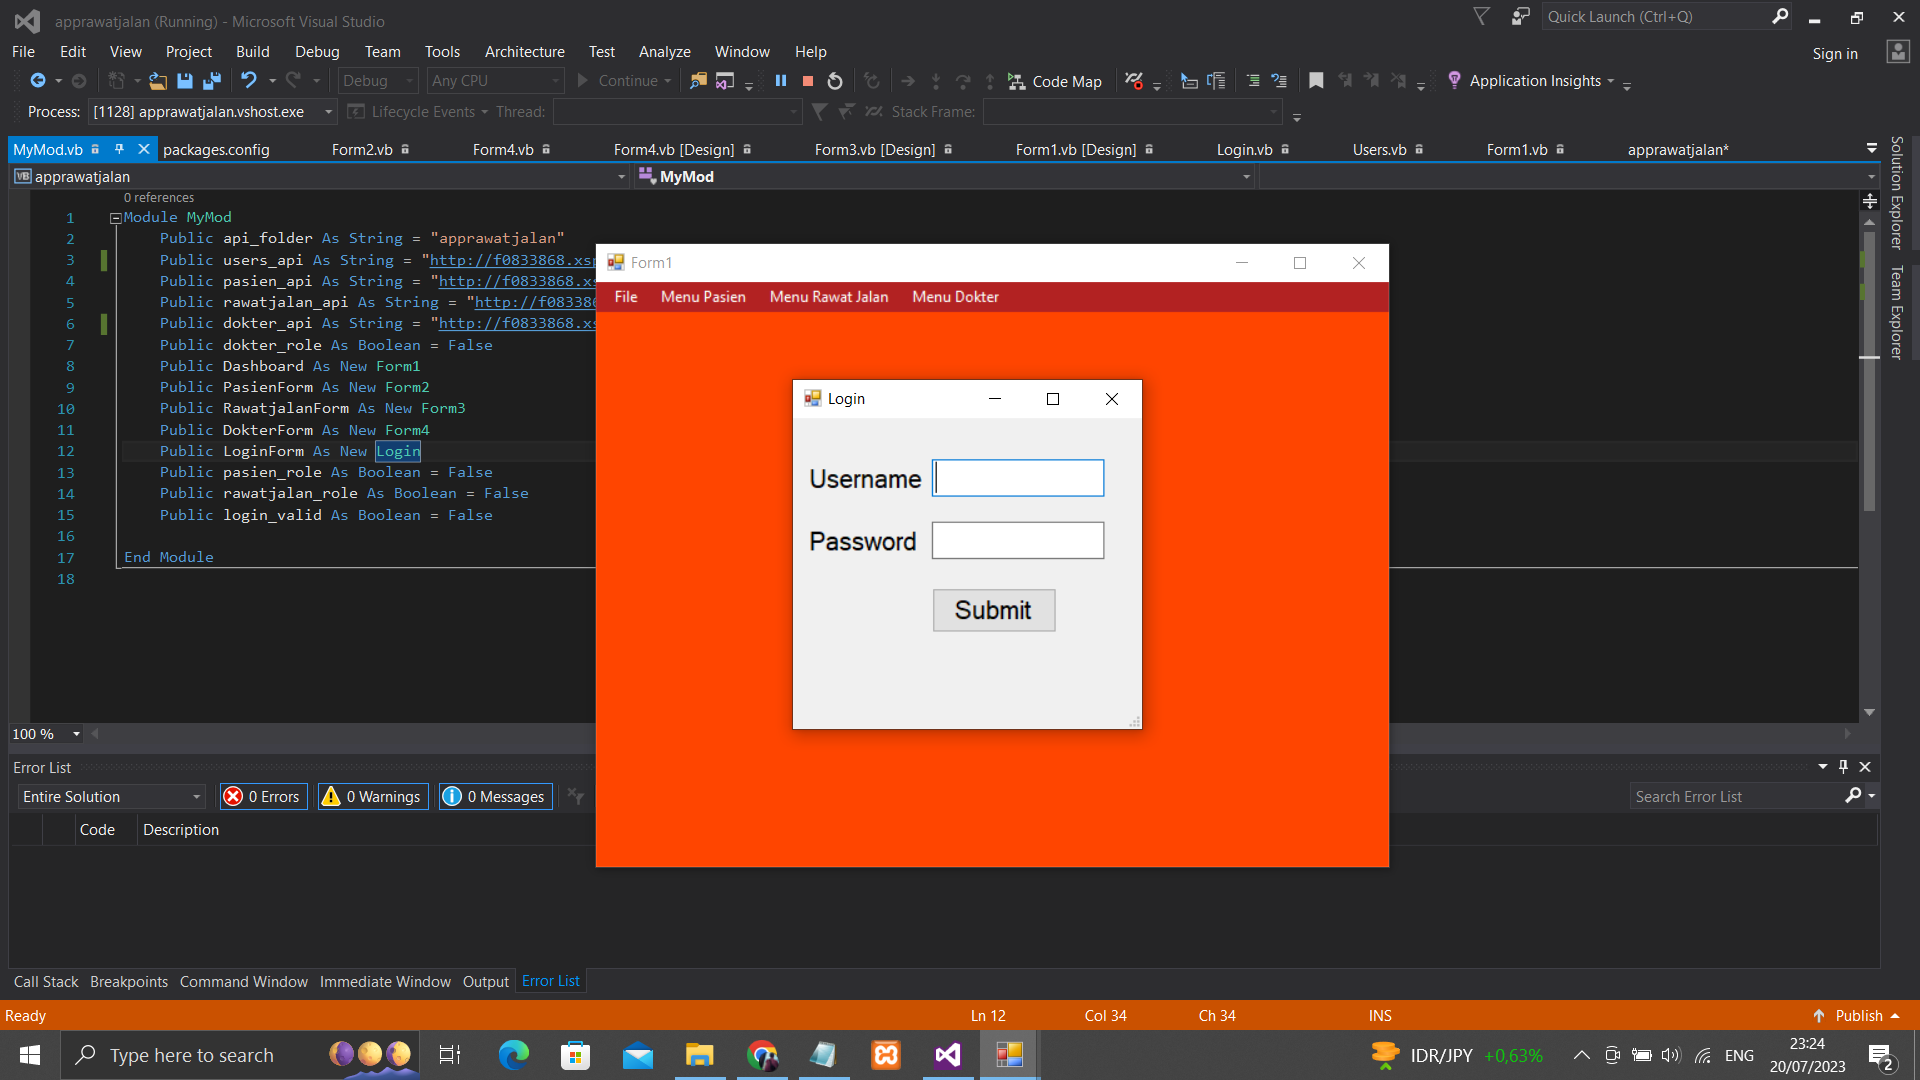 apprawatjalan (Running) - Microsoft Visual Studio
Quick Launch (Ctrl+Q)
File Edit View Project Build Debug Team Tools Architecture Test Analyze Window Help
Sign in
Debug Any CPU Continue Code Map Application Insights
Process: [1128] apprawatjalan.vshost.exe Lifecycle Events Thread: Stack Frame:
MyMod.vb packages.config Form2.vb Form4.vb Form4.vb [Design] Form3.vb [Design] Form1.vb [Design] Login.vb Users.vb Form1.vb apprawatjalan*
VB apprawatjalan MyMod
Solution Explorer
Team Explorer
0 references
1 Module MyMod
2 Public api_folder As String = "apprawatjalan"
3 Public users_api As String = "http://f0833868.xsp
4 Public pasien_api As String = "http://f0833868.xs
5 Public rawatjalan_api As String = "http://f083386
6 Public dokter_api As String = "http://f0833868.xs
7 Public dokter_role As Boolean = False
8 Public Dashboard As New Form1
9 Public PasienForm As New Form2
10 Public RawatjalanForm As New Form3
11 Public DokterForm As New Form4
12 Public LoginForm As New Login
13 Public pasien_role As Boolean = False
14 Public rawatjalan_role As Boolean = False
15 Public login_valid As Boolean = False
16
17 End Module
18
Form1
File Menu Pasien Menu Rawat Jalan Menu Dokter
Login
Username
Password
Submit
100 %
Error List
Entire Solution 0 Errors 0 Warnings 0 Messages Search Error List
Code Description
Call Stack Breakpoints Command Window Immediate Window Output Error List
Ready Ln 12 Col 34 Ch 34 INS Publish
Type here to search
IDR/JPY +0,63% ENG
23:24
20/07/2023
2